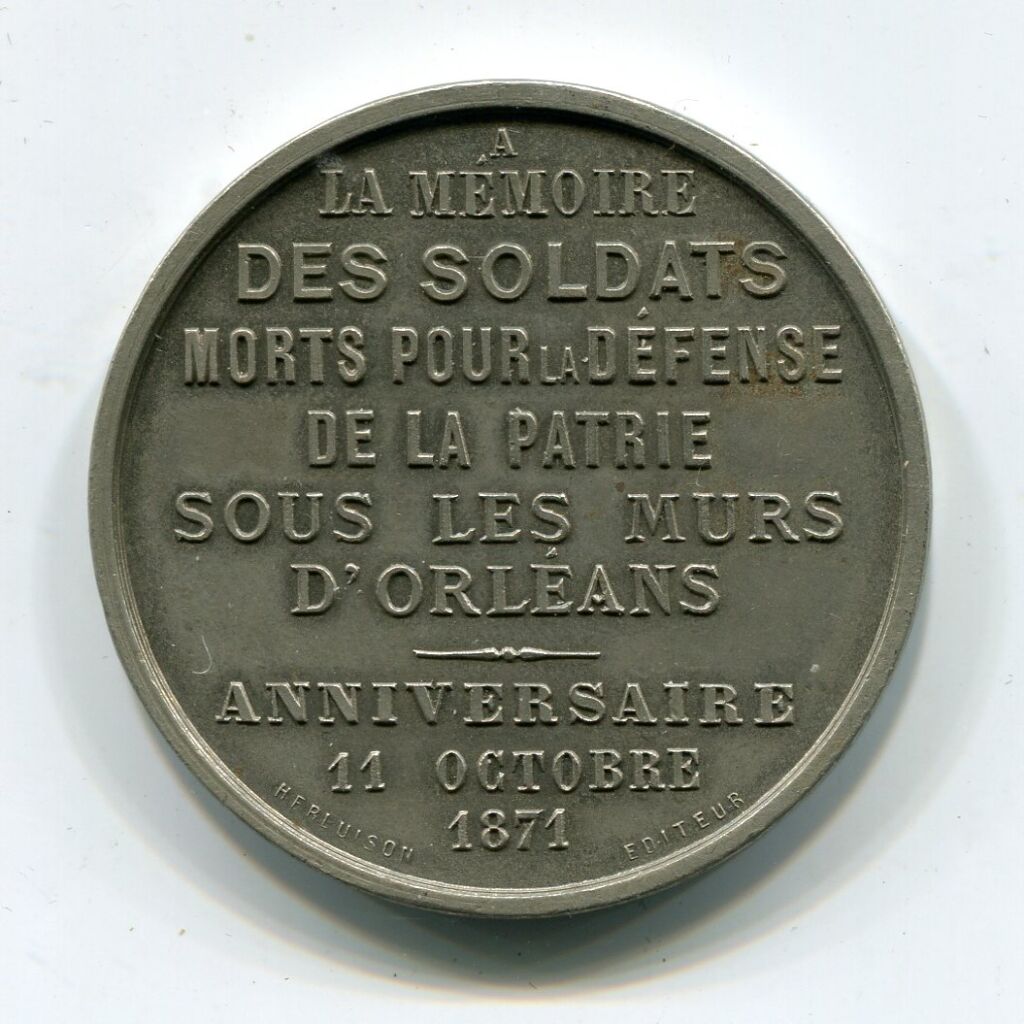 A
LA MÉMOIRE
DES SOLDATS
MORTS POUR LA DÉFENSE
DE LA PATRIE
SOUS LES MURS
D'ORLÉANS
ANNIVERSAIRE
11 OCTOBRE
1871
HERLUISON EDITEUR